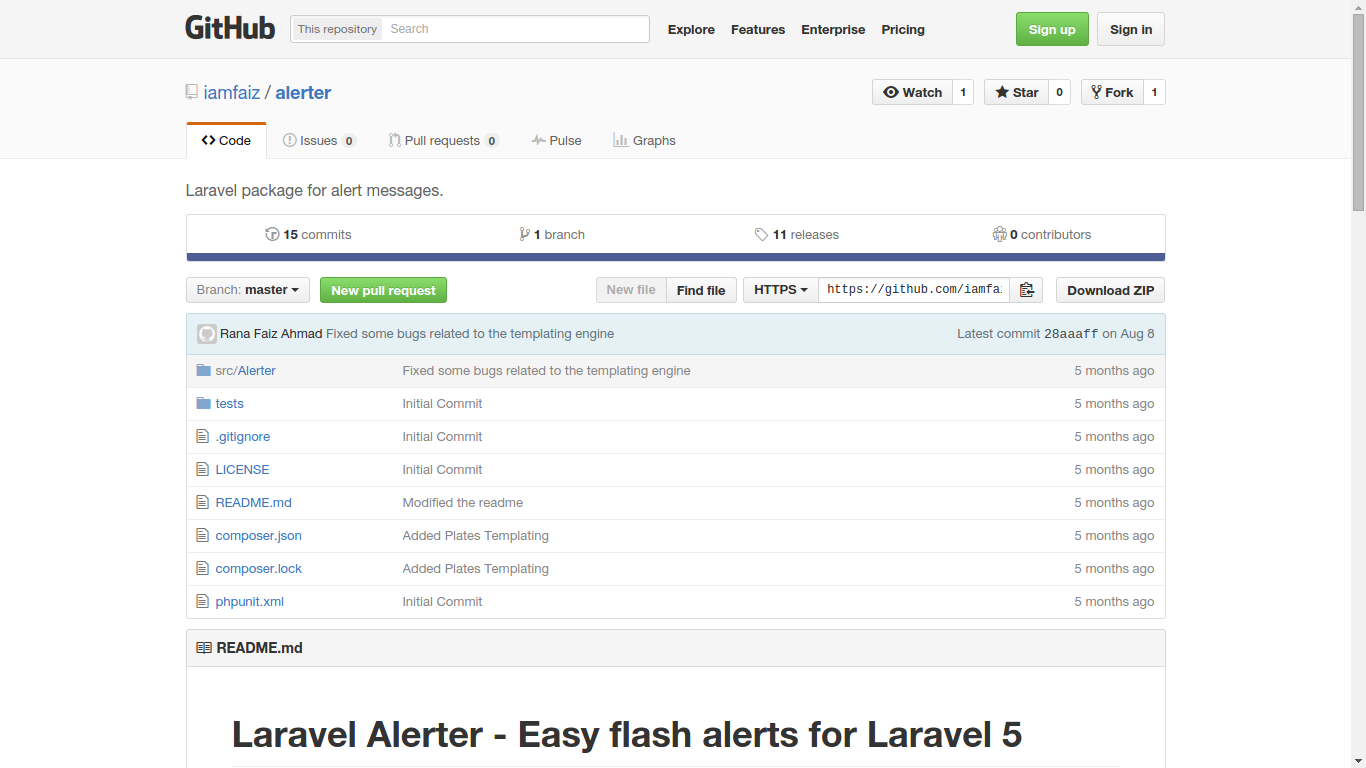 GitHub This repository Search Explore Features Enterprise Pricing Sign up Sign in
iamfaiz / alerter Watch 1 Star 0 Fork 1
Code Issues 0 Pull requests 0 Pulse Graphs
Laravel package for alert messages.
15 commits 1 branch 11 releases 0 contributors
Branch: master New pull request New file Find file HTTPS https://github.com/iamfai Download ZIP
Rana Faiz Ahmad Fixed some bugs related to the templating engine Latest commit 28aaaff on Aug 8
src/Alerter Fixed some bugs related to the templating engine 5 months ago
tests Initial Commit 5 months ago
.gitignore Initial Commit 5 months ago
LICENSE Initial Commit 5 months ago
README.md Modified the readme 5 months ago
composer.json Added Plates Templating 5 months ago
composer.lock Added Plates Templating 5 months ago
phpunit.xml Initial Commit 5 months ago
README.md
Laravel Alerter - Easy flash alerts for Laravel 5